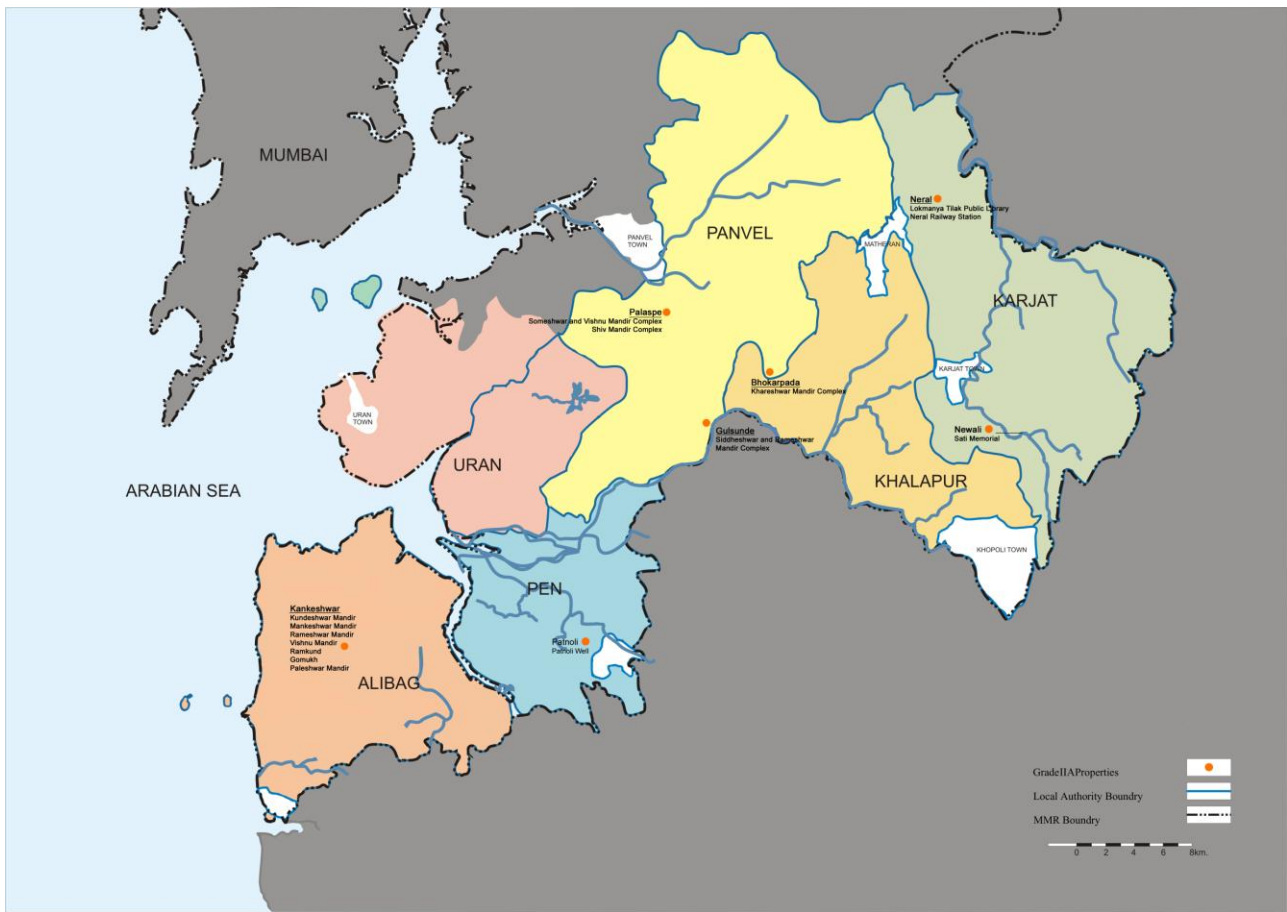 MUMBAI
PANVEL
TOWN
PANVEL
MATHERAN
Neral
Lokmanya Tilak Public Library
Neral Railway Station
KARJAT
Palaspe
Someshwar and Vishnu Mandir Complex
Shiv Mandir Complex
Bhokarpada
Khareshwar Mandir Complex
KARJAT TOWN
URAN
TOWN
Gulsunde
Siddheshwar and Rameshwar
Mandir Complex
Newali
Sati Memorial
URAN
ARABIAN SEA
KHALAPUR
KHOPOLI TOWN
PEN
Kankeshwar
Kundeshwar Mandir
Mankeshwar Mandir
Rameshwar Mandir
Vishnu Mandir
Ramkund
Gomukh
Paleshwar Mandir
Patnoli
Patnoli Well
ALIBAG
GradeIIAProperties
Local Authority Boundry
MMR Boundry
0 2 4 6 8km.